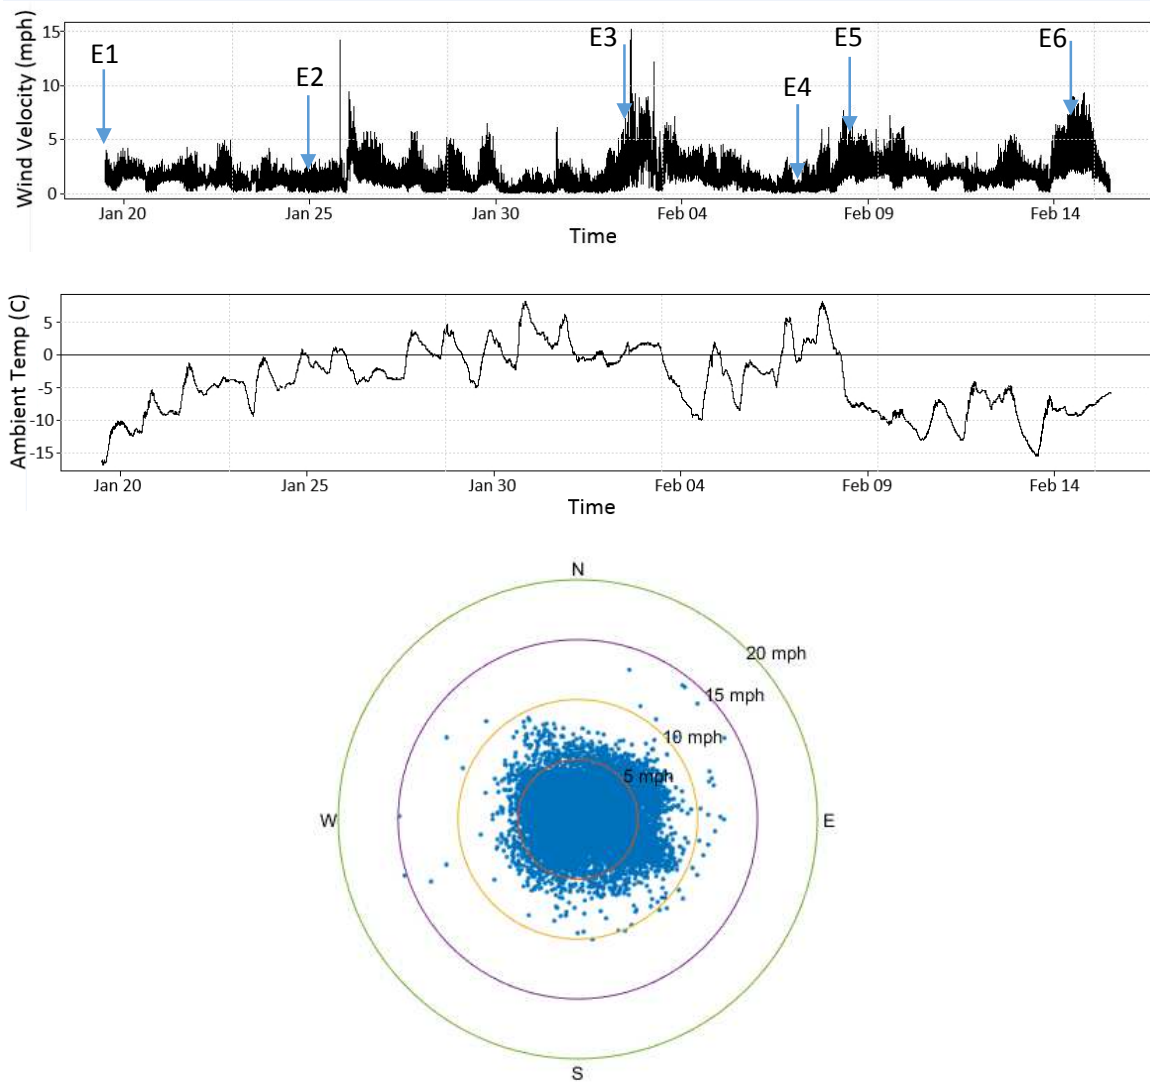 Wind Velocity (mph)
15
10
5
0
E1
E2
E3
E4
E5
E6
Jan 20
Jan 25
Jan 30
Feb 04
Feb 09
Feb 14
Time
Ambient Temp (C)
5
0
-5
-10
-15
Jan 20
Jan 25
Jan 30
Feb 04
Feb 09
Feb 14
Time
N
20 mph
15 mph
10 mph
5 mph
W
E
S